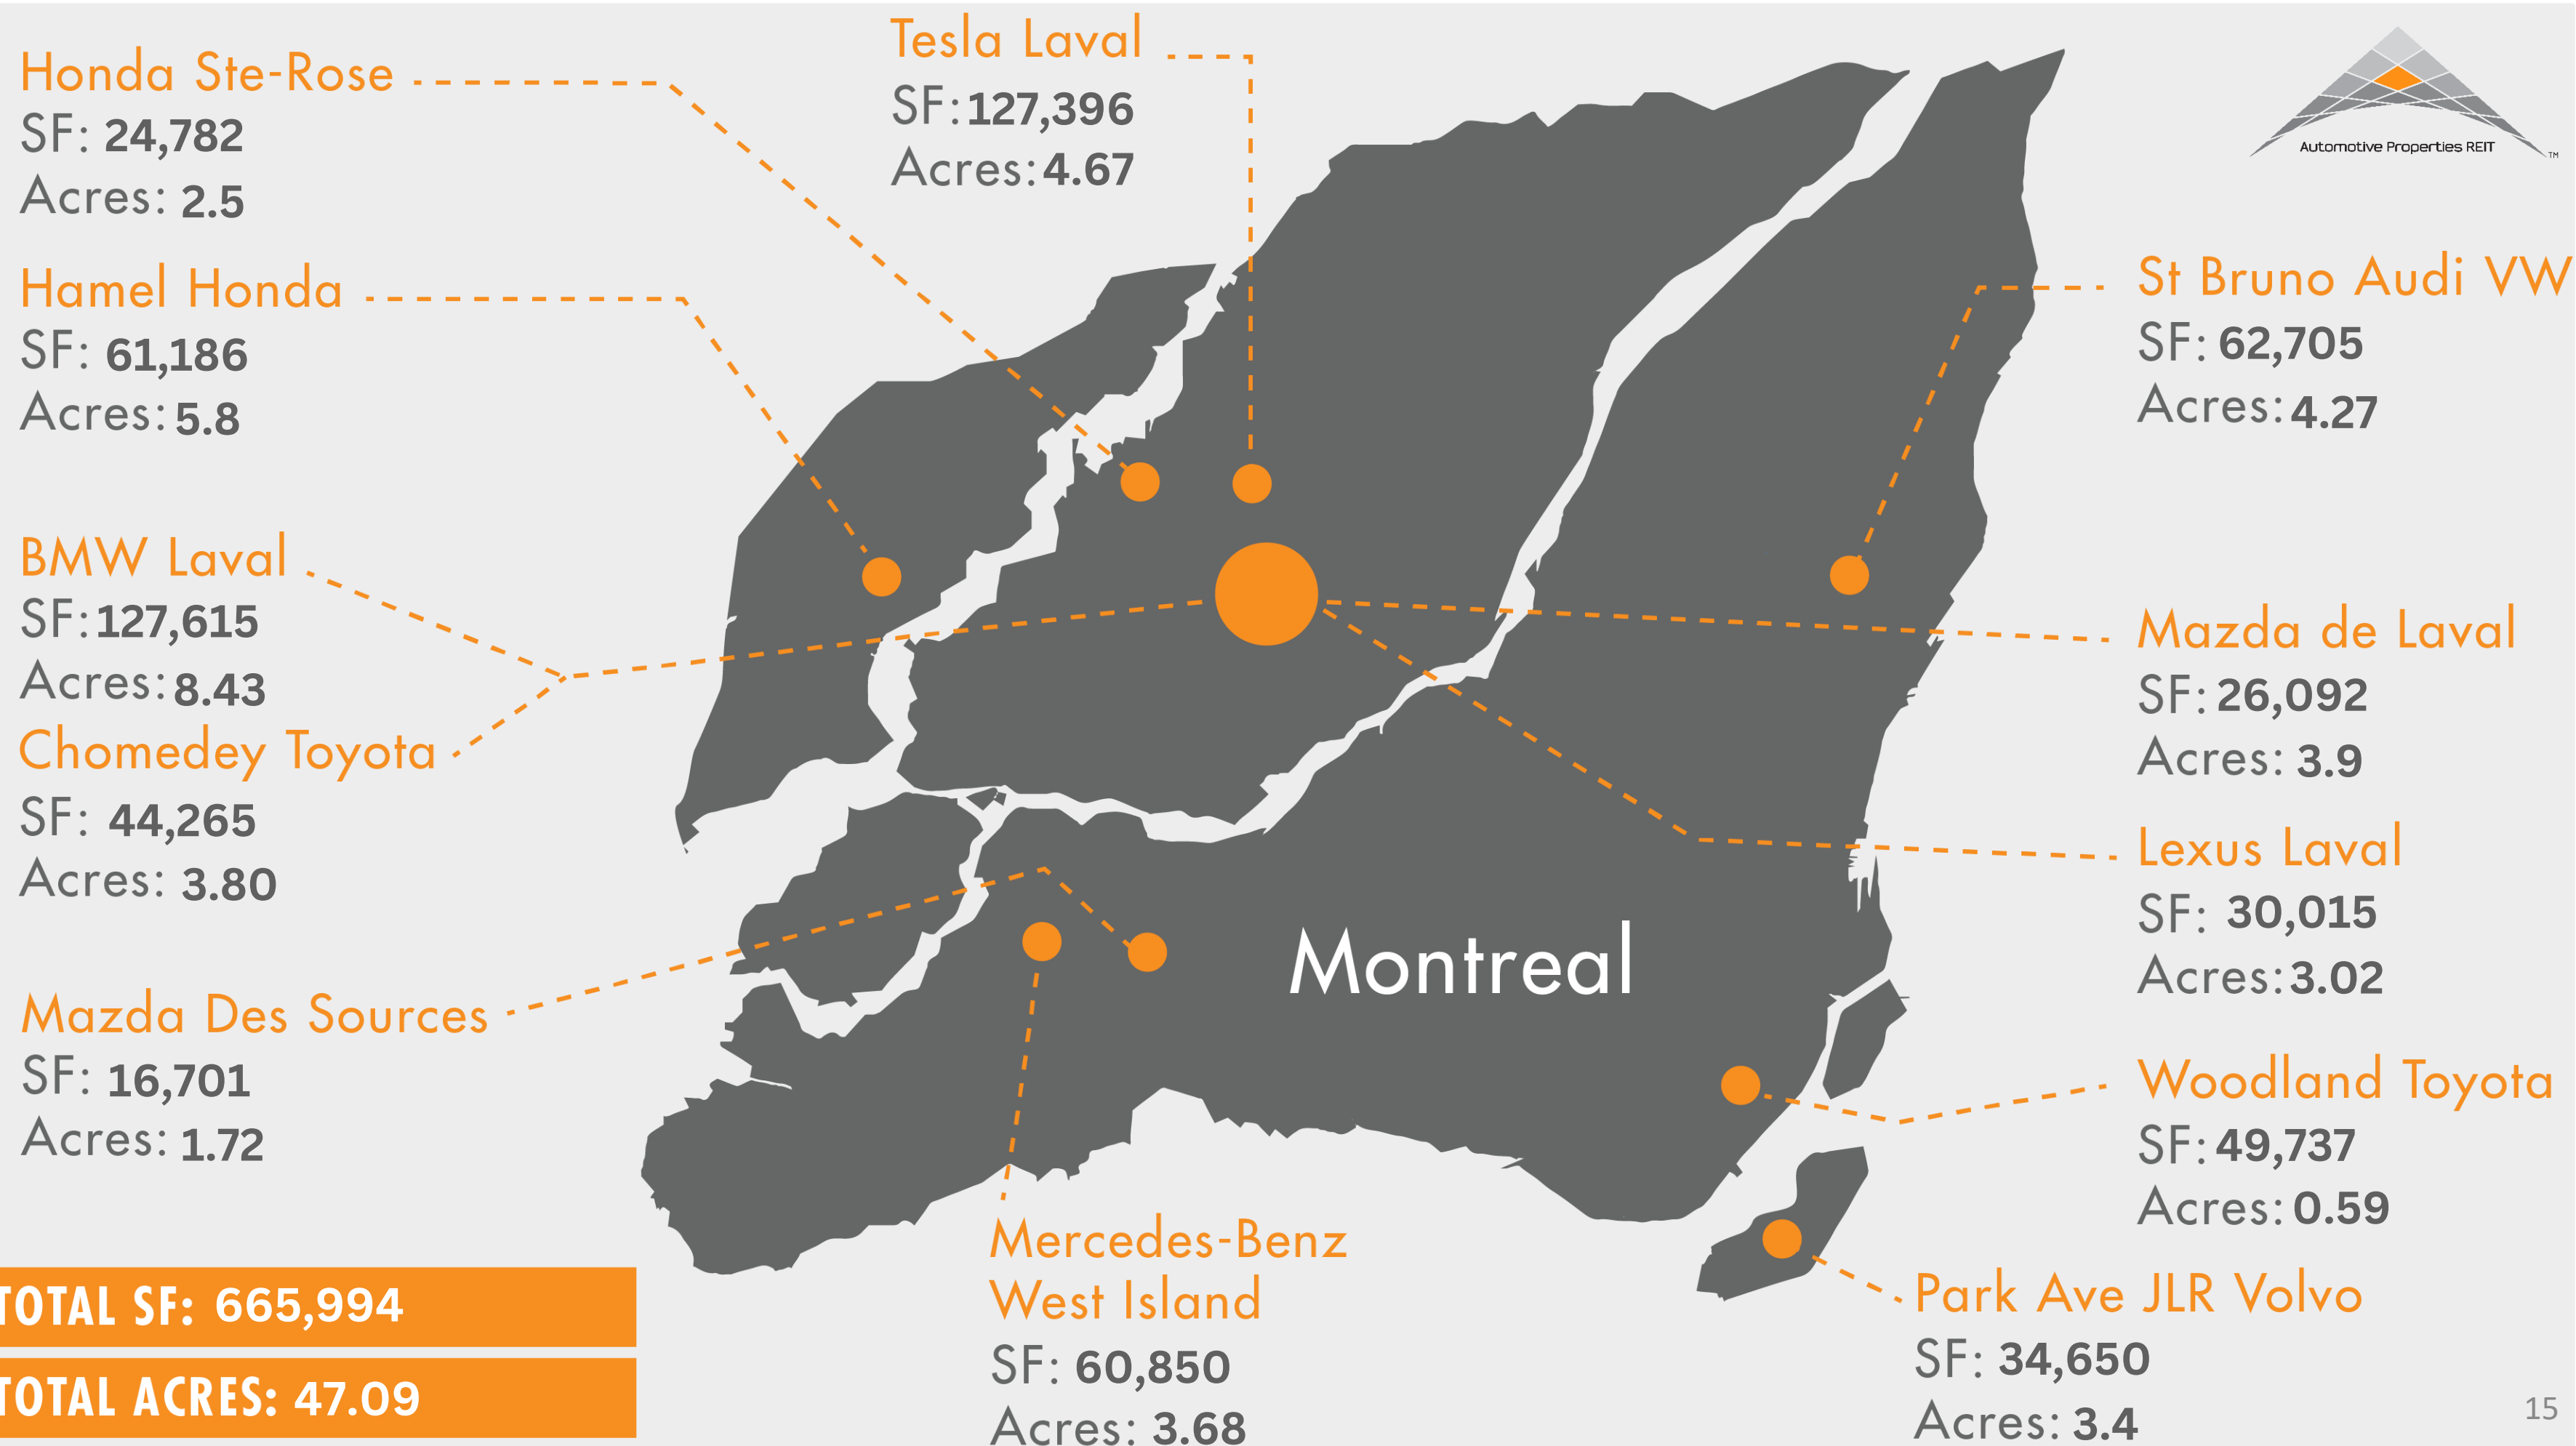 Honda Ste-Rose
SF: 24,782
Acres: 2.5
Hamel Honda
SF: 61,186
Acres: 5.8
BMW Laval
SF: 127,615
Acres: 8.43
Chomedey Toyota
SF: 44,265
Acres: 3.80
Mazda Des Sources
SF: 16,701
Acres: 1.72
TOTAL SF: 665,994
TOTAL ACRES: 47.09
Tesla Laval
SF: 127,396
Acres: 4.67
Montreal
Mercedes-Benz
West Island
SF: 60,850
Acres: 3.68
Automotive Properties REIT ™
St Bruno Audi VW
SF: 62,705
Acres: 4.27
Mazda de Laval
SF: 26,092
Acres: 3.9
Lexus Laval
SF: 30,015
Acres: 3.02
Woodland Toyota
SF: 49,737
Acres: 0.59
Park Ave JLR Volvo
SF: 34,650
Acres: 3.4
15